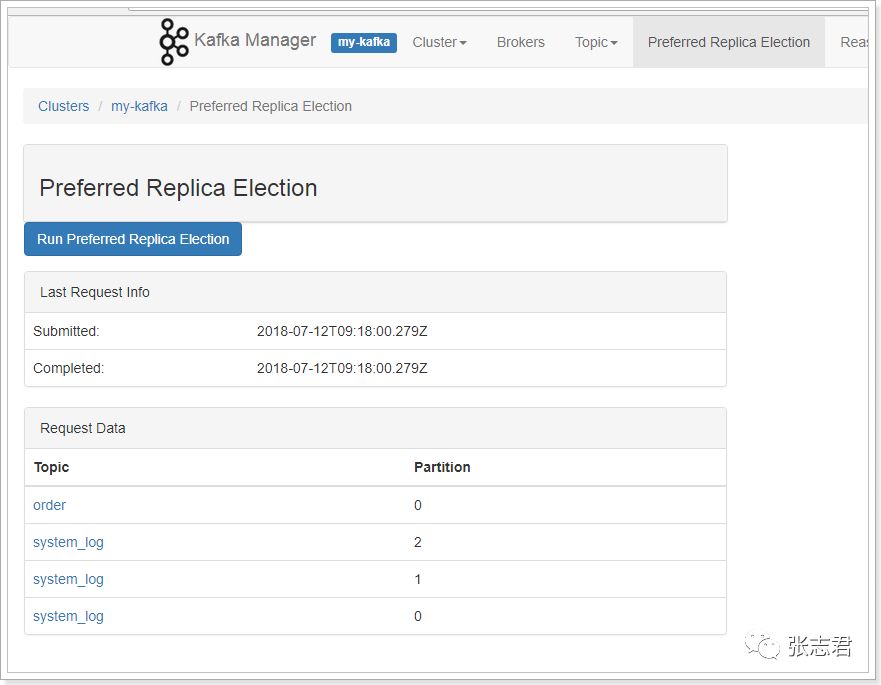 Kafka Manager my-kafka Cluster Brokers Topic Preferred Replica Election Reas
Clusters / my-kafka / Preferred Replica Election
Preferred Replica Election
Run Preferred Replica Election
Last Request Info
Submitted: 2018-07-12T09:18:00.279Z
Completed: 2018-07-12T09:18:00.279Z
Request Data
Topic Partition
order 0
system_log 2
system_log 1
system_log 0
张志君